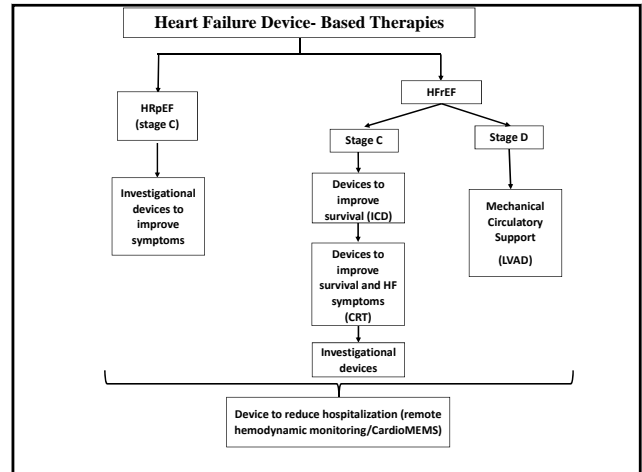 Heart Failure Device- Based Therapies
HRpEF
(stage C)
Investigational
devices to
improve
symptoms
HFrEF
Stage C
Devices to
improve
survival (ICD)
Devices to
improve
survival and HF
symptoms
(CRT)
Investigational
devices
Stage D
Mechanical
Circulatory
Support
(LVAD)
Device to reduce hospitalization (remote
hemodynamic monitoring/CardioMEMS)